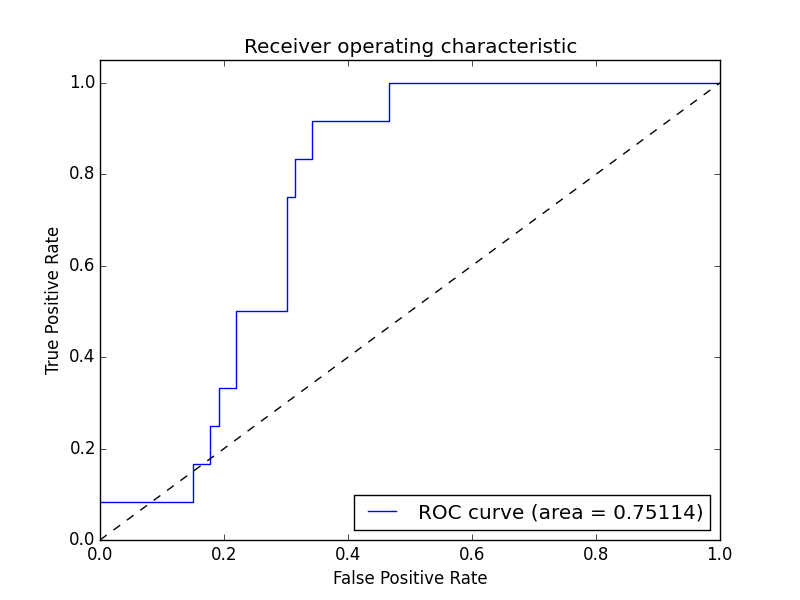 Receiver operating characteristic
1.0
0.8
0.6
0.4
0.2
0.0
True Positive Rate
ROC curve (area = 0.75114)
0.0 0.2 0.4 0.6 0.8 1.0
False Positive Rate